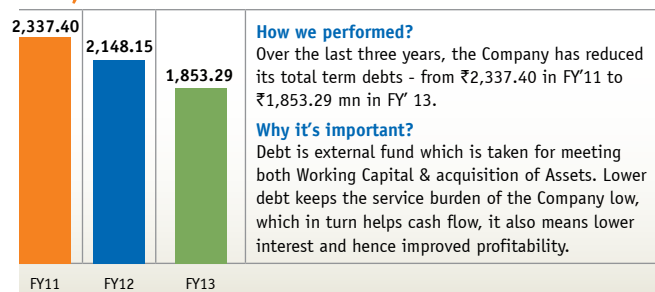 2,337.40
2,148.15
1,853.29
FY11
FY12
FY13
How we performed?
Over the last three years, the Company has reduced
its total term debts - from ₹2,337.40 in FY’11 to
₹1,853.29 mn in FY’ 13.
Why it’s important?
Debt is external fund which is taken for meeting
both Working Capital & acquisition of Assets. Lower
debt keeps the service burden of the Company low,
which in turn helps cash flow, it also means lower
interest and hence improved profitability.